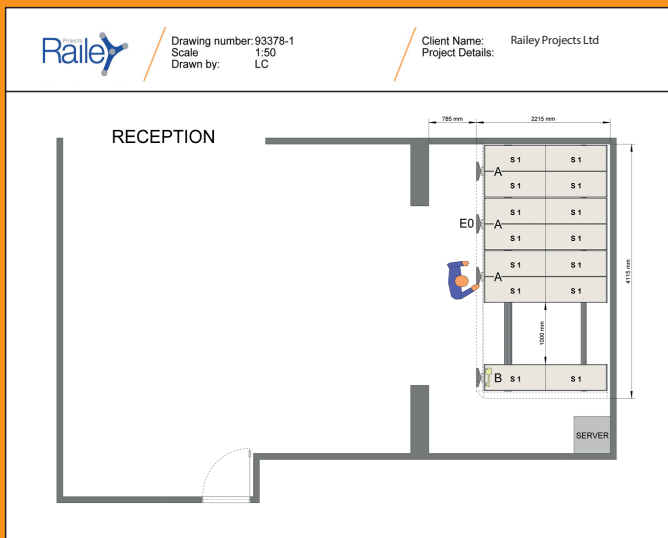 Projects
Railey
Drawing number: 93378-1
Scale 1:50
Drawn by: LC
Client Name: Railey Projects Ltd
Project Details:
RECEPTION
785 mm
2215 mm
S 1 S 1
A
S 1 S 1
S 1 S 1
E0 A
S 1 S 1
S 1 S 1
A
S 1 S 1
4115 mm
1000 mm
B S 1 S 1
SERVER